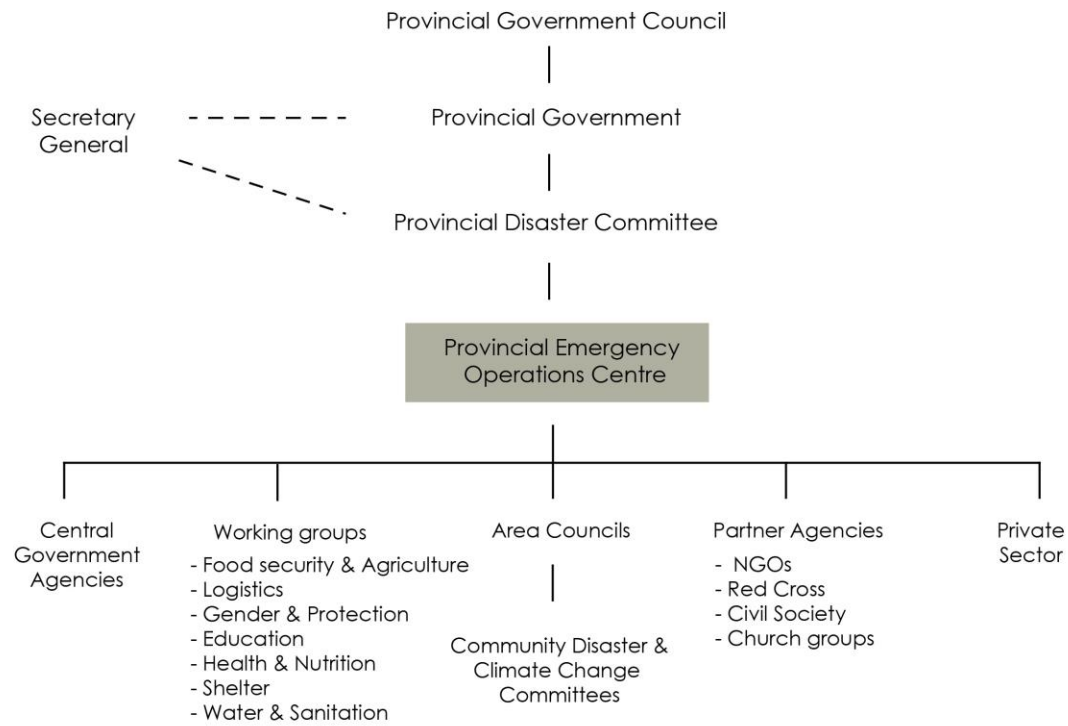 Provincial Government Council
Secretary
General
Provincial Government
Provincial Disaster Committee
Provincial Emergency
Operations Centre
Central
Government
Agencies
Working groups
- Food security & Agriculture
- Logistics
- Gender & Protection
- Education
- Health & Nutrition
- Shelter
- Water & Sanitation
Area Councils
Community Disaster &
Climate Change
Committees
Partner Agencies
- NGOs
- Red Cross
- Civil Society
- Church groups
Private
Sector